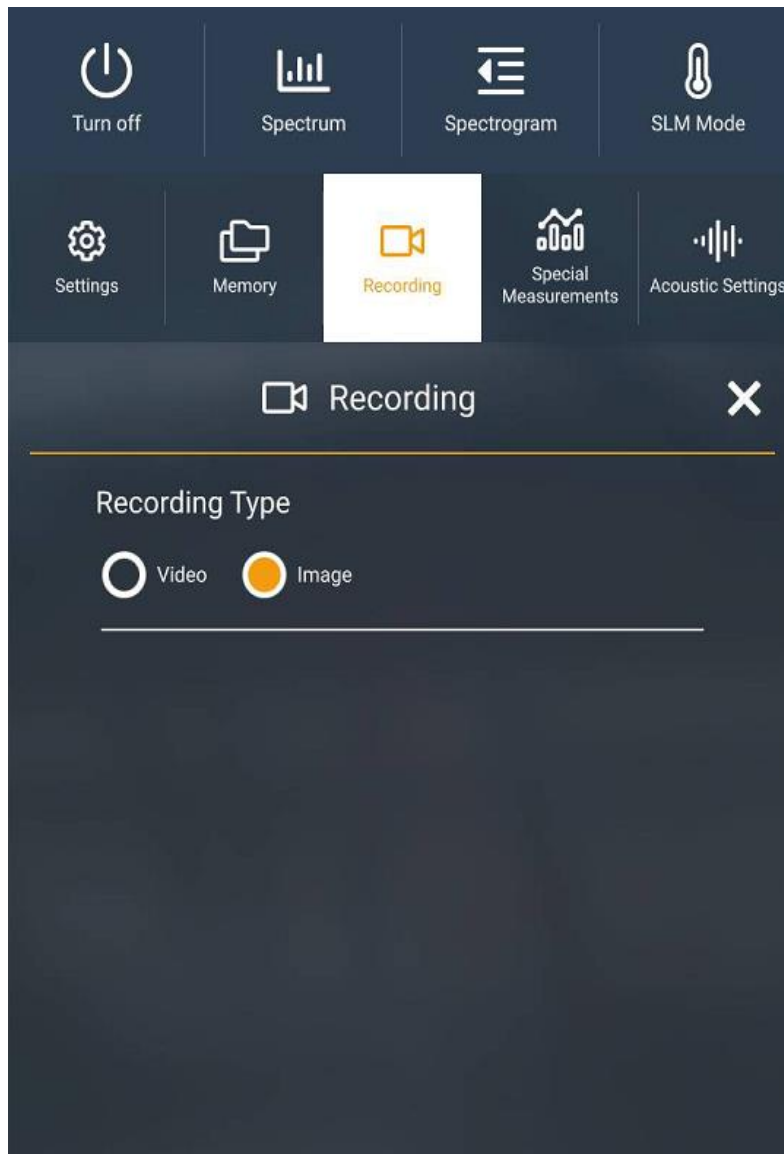 Turn off
Spectrum
Spectrogram
SLM Mode
Settings
Memory
Recording
Special
Measurements
Acoustic Settings
Recording
Recording Type
Video
Image